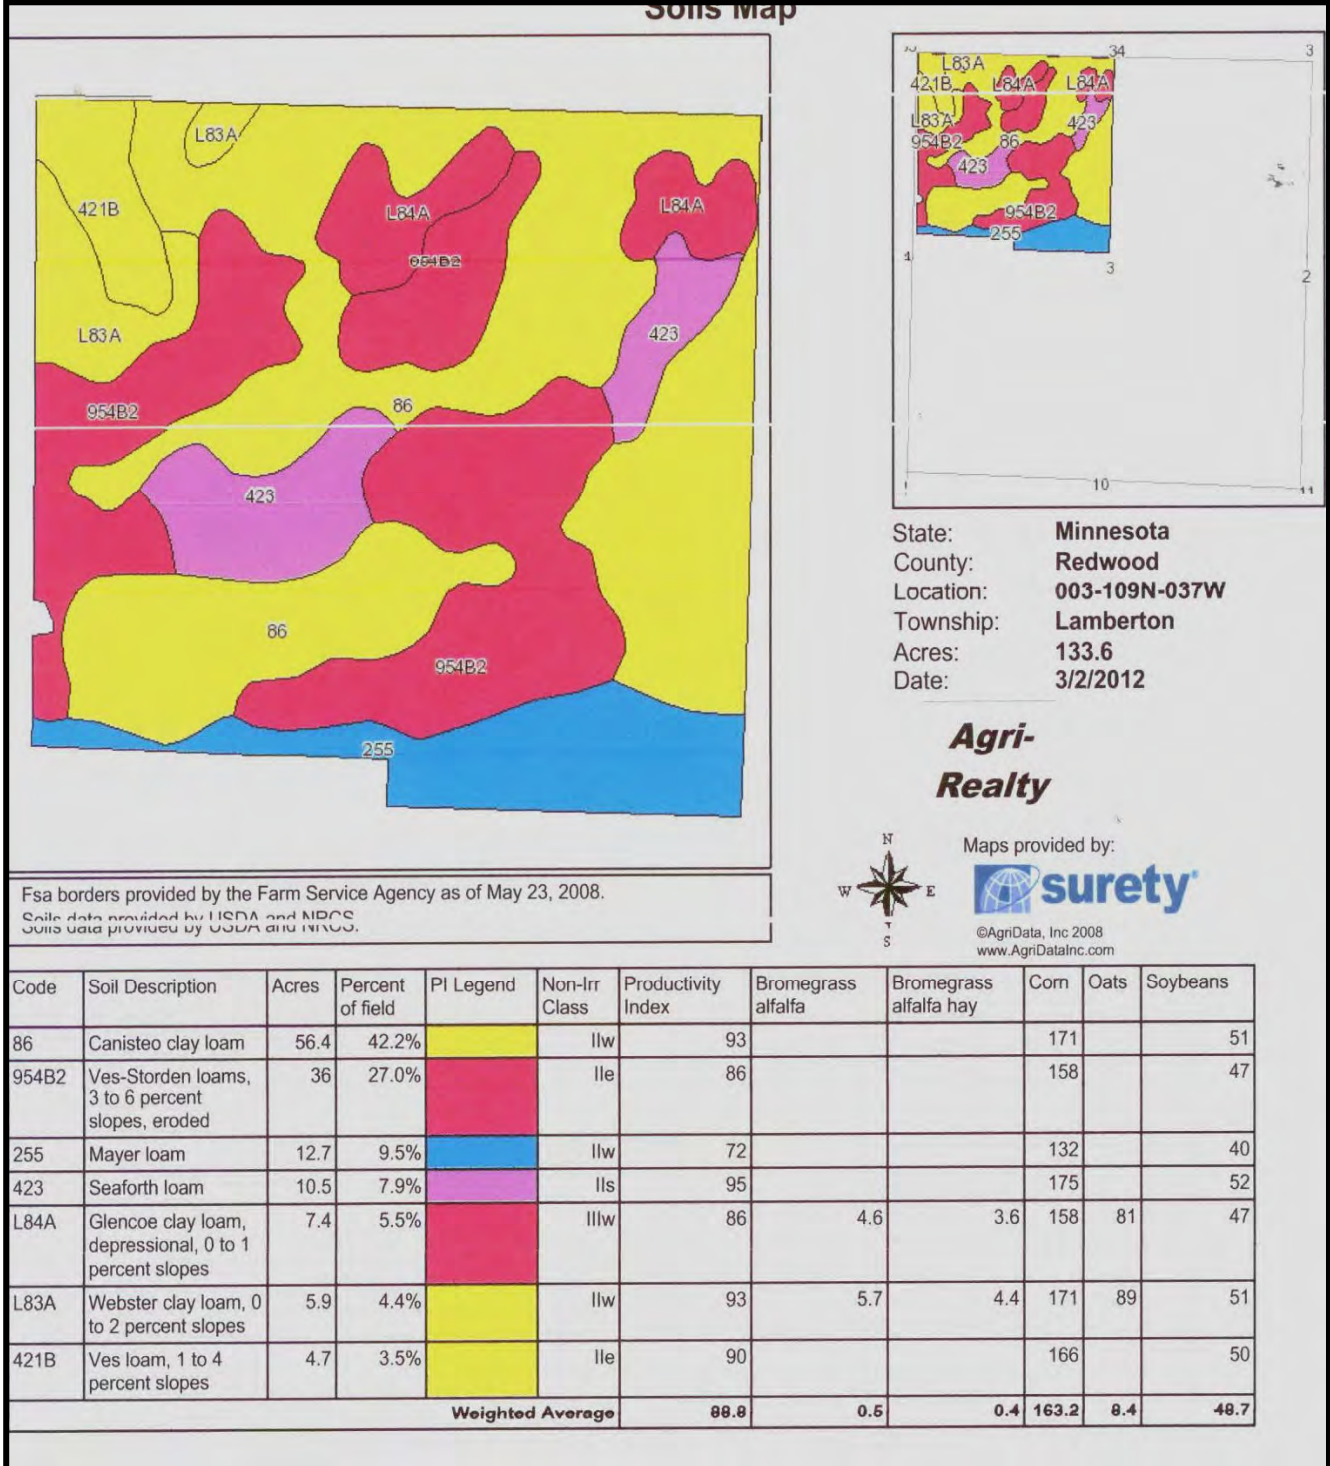 Soils Map
L83A
421B
L84A
L84A
954B2
L83A
423
954B2
86
423
86
954B2
255
34
3
L83A
421B
L84A
L84A
L83A
423
954B2
86
423
954B2
255
3
2
10
11
State: Minnesota
County: Redwood
Location: 003-109N-037W
Township: Lamberton
Acres: 133.6
Date: 3/2/2012
Agri-
Realty
N
W E
S
Maps provided by:
surety
©AgriData, Inc 2008
www.AgriDataInc.com
Fsa borders provided by the Farm Service Agency as of May 23, 2008.
Soils data provided by USDA and NRCS.
Code Soil Description Acres Percent of field PI Legend Non-Irr Class Productivity Index Bromegrass alfalfa Bromegrass alfalfa hay Corn Oats Soybeans
86 Canisteo clay loam 56.4 42.2% IIw 93 171 51
954B2 Ves-Storden loams, 36 27.0% IIe 86 158 47
3 to 6 percent
slopes, eroded
255 Mayer loam 12.7 9.5% IIw 72 132 40
423 Seaforth loam 10.5 7.9% IIs 95 175 52
L84A Glencoe clay loam, 7.4 5.5% IIIw 86 4.6 3.6 158 81 47
depressional, 0 to 1
percent slopes
L83A Webster clay loam, 0 5.9 4.4% IIw 93 5.7 4.4 171 89 51
to 2 percent slopes
421B Ves loam, 1 to 4 4.7 3.5% IIe 90 166 50
percent slopes
Weighted Average 88.8 0.5 0.4 163.2 8.4 48.7